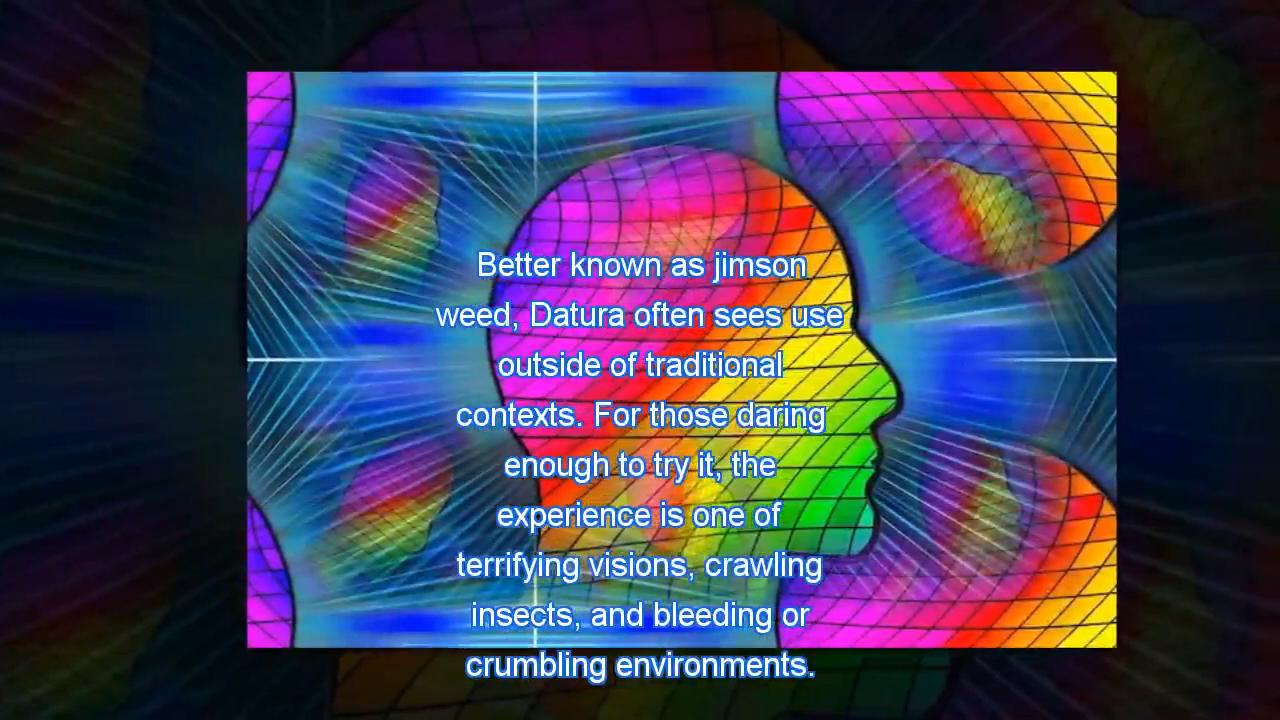 Better known as jimson
weed, Datura often sees use
outside of traditional
contexts. For those daring
enough to try it, the
experience is one of
terrifying visions, crawling
insects, and bleeding or
crumbling environments.